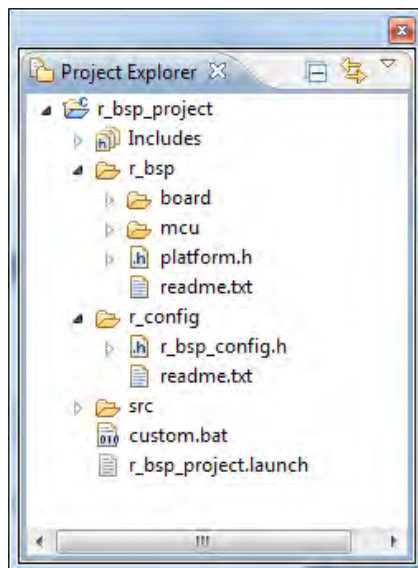 Project Explorer
r_bsp_project
Includes
r_bsp
board
mcu
platform.h
readme.txt
r_config
r_bsp_config.h
readme.txt
src
custom.bat
r_bsp_project.launch